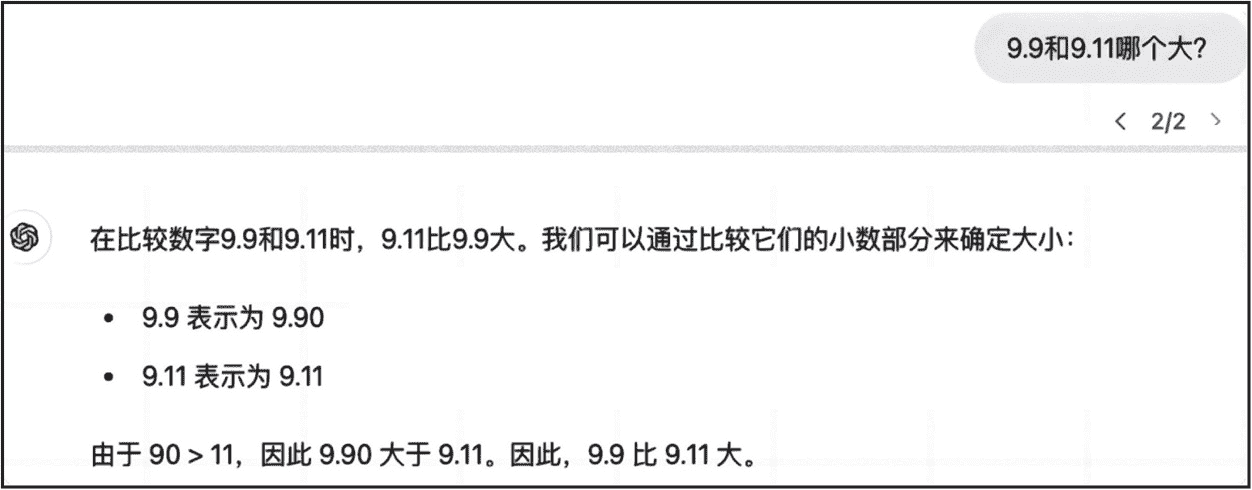 9.9和9.11哪个大?
< 2/2 >
在比较数字9.9和9.11时，9.11比9.9大。我们可以通过比较它们的小数部分来确定大小：
• 9.9 表示为 9.90
• 9.11 表示为 9.11
由于 90 > 11，因此 9.90 大于 9.11。因此，9.9 比 9.11 大。